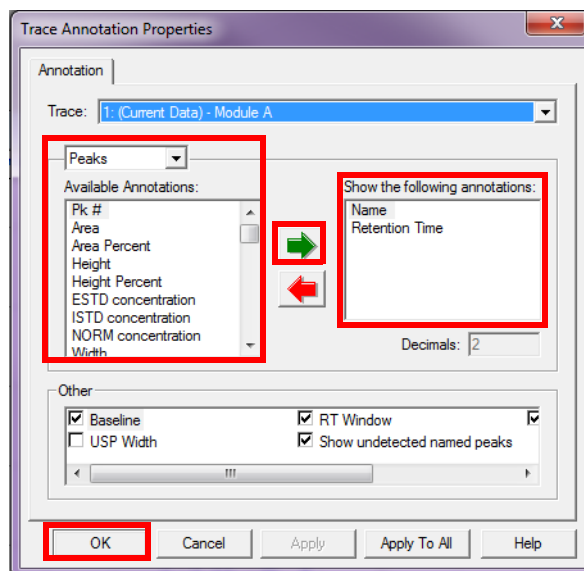 Trace Annotation Properties
Annotation
Trace: 1: (Current Data) - Module A
Peaks
Available Annotations:
Pk #
Area
Area Percent
Height
Height Percent
ESTD concentration
ISTD concentration
NORM concentration
Width
Show the following annotations:
Name
Retention Time
Decimals: 2
Other
Baseline
RT Window
USP Width
Show undetected named peaks
OK
Cancel
Apply
Apply To All
Help